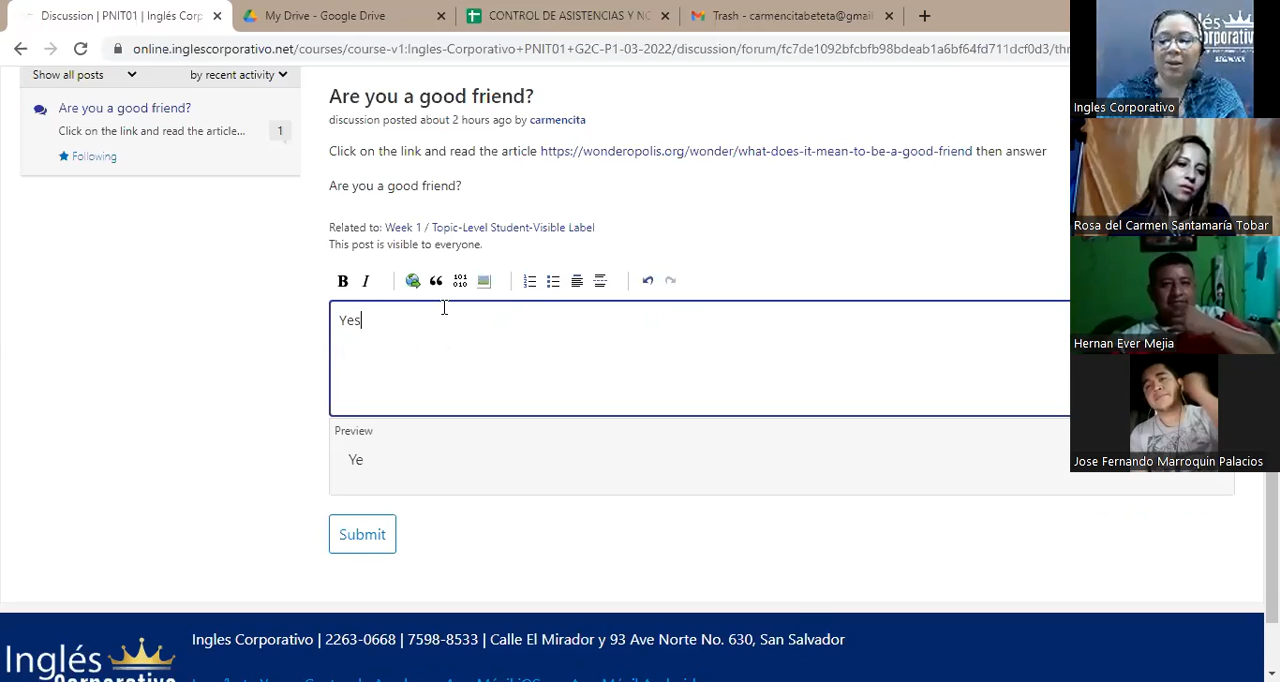 Discussion | PNIT01 | Inglés Cor
My Drive - Google Drive
CONTROL DE ASISTENCIAS Y NO
Trash - carmencitabeteta@gmail
online.inglescorporativo.net/courses/course-v1:Ingles-Corporativo+PNIT01+G2C-P1-03-2022/discussion/forum/fc7de1092bfcbfb98bdeab1a6bf64fd711dcf0d3/thr
Show all posts
by recent activity
Are you a good friend?
Click on the link and read the article...
1
Following
Are you a good friend?
discussion posted about 2 hours ago by carmencita
Click on the link and read the article https://wonderopolis.org/wonder/what-does-it-mean-to-be-a-good-friend then answer
Are you a good friend?
Related to: Week 1 / Topic-Level Student-Visible Label
This post is visible to everyone.
B I
101
010
Yes
Preview
Ye
Submit
Ingles Corporativo | 2263-0668 | 7598-8533 | Calle El Mirador y 93 Ave Norte No. 630, San Salvador
Inglés
Ingles Corporativo
Rosa del Carmen Santamaría Tobar
Hernan Ever Mejia
Jose Fernando Marroquin Palacios